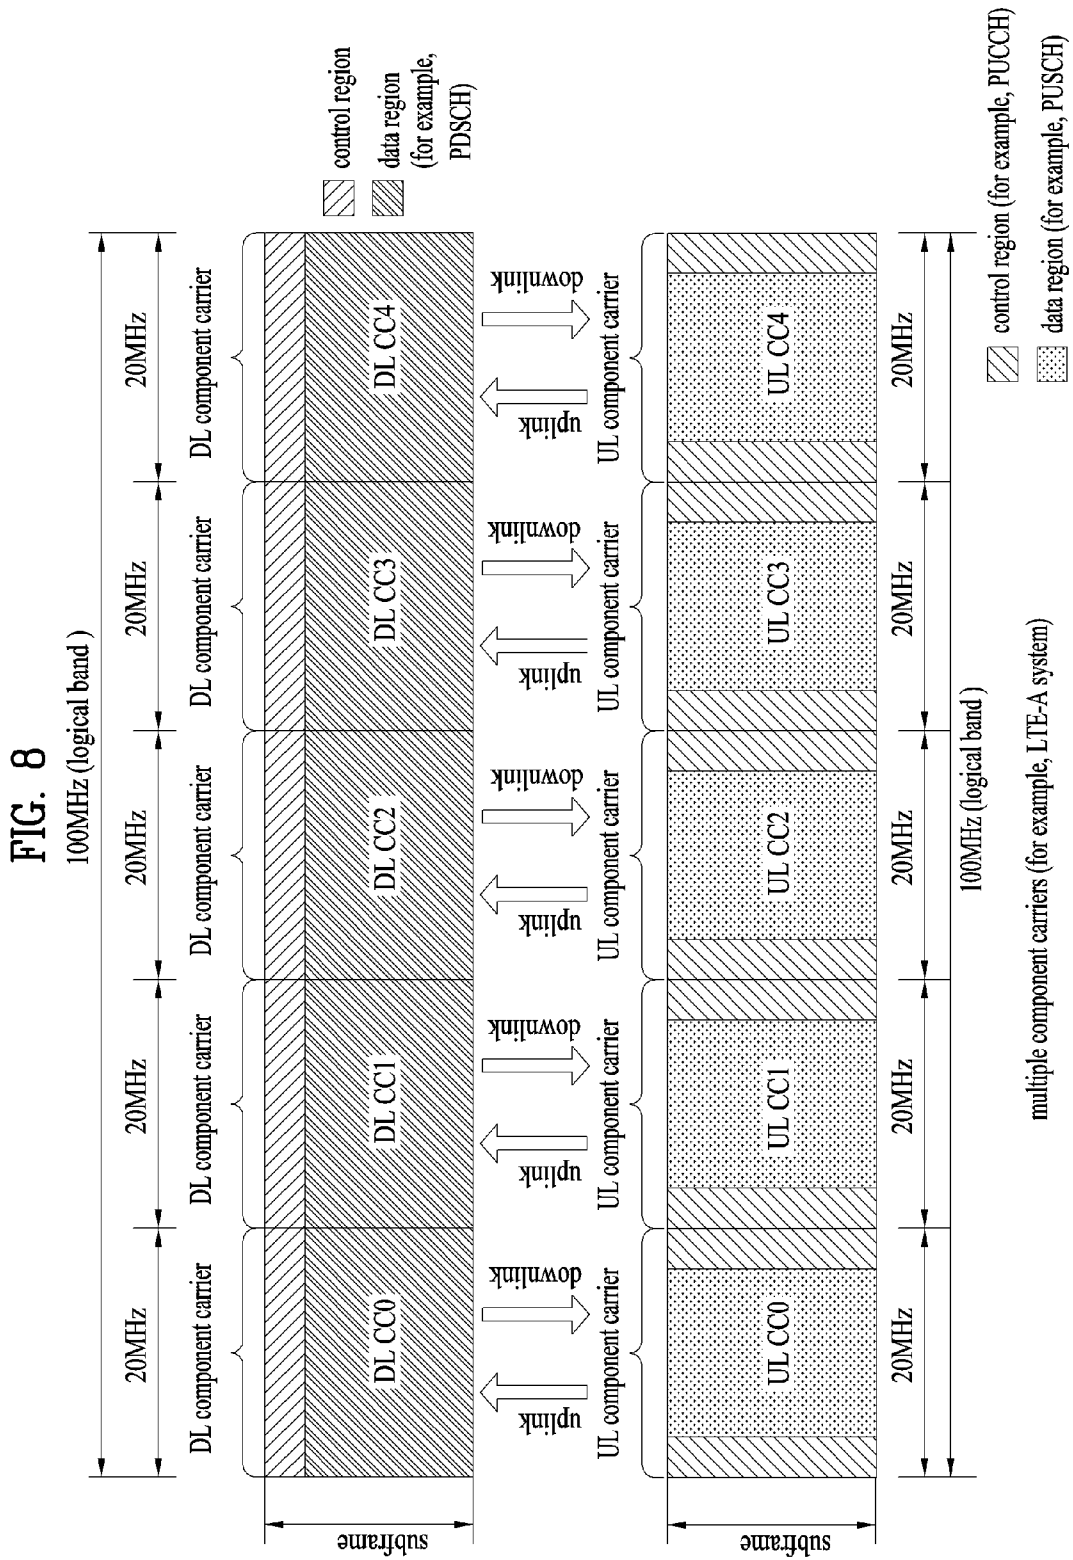 FIG. 8
100MHz (logical band )
20MHz
20MHz
20MHz
20MHz
20MHz
DL component carrier
DL component carrier
DL component carrier
DL component carrier
DL component carrier
subframe
DL CC0
DL CC1
DL CC2
DL CC3
DL CC4
control region
data region
(for example,
PDSCH)
uplink
downlink
uplink
downlink
uplink
downlink
uplink
downlink
uplink
downlink
UL component carrier
UL component carrier
UL component carrier
UL component carrier
UL component carrier
subframe
UL CC0
UL CC1
UL CC2
UL CC3
UL CC4
20MHz
20MHz
20MHz
20MHz
20MHz
100MHz (logical band )
control region (for example, PUCCH)
data region (for example, PUSCH)
multiple component carriers (for example, LTE-A system)